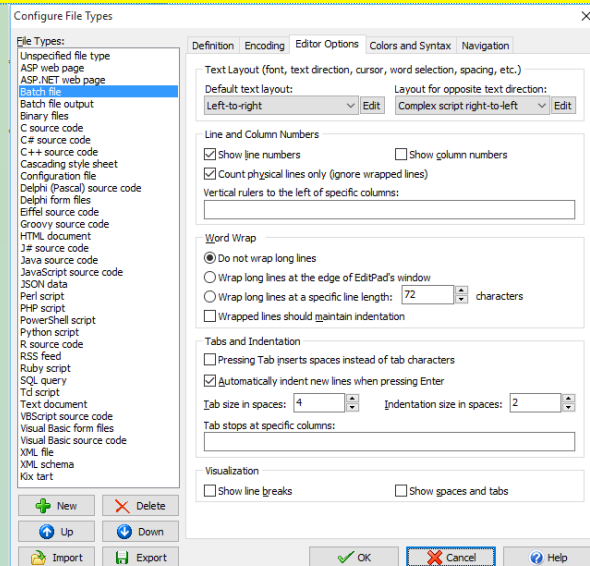 Configure File Types
File Types:
Unspecified file type
ASP web page
ASP.NET web page
Batch file
Batch file output
Binary files
C source code
C# source code
C++ source code
Cascading style sheet
Configuration file
Delphi (Pascal) source code
Delphi form files
Eiffel source code
Groovy source code
HTML document
J# source code
Java source code
JavaScript source code
JSON data
Perl script
PHP script
PowerShell script
Python script
R source code
RSS feed
Ruby script
SQL query
Tcl script
Text document
VBScript source code
Visual Basic form files
Visual Basic source code
XML file
XML schema
Kix tart
New Delete
Up Down
Import Export
Definition Encoding Editor Options Colors and Syntax Navigation
Text Layout (font, text direction, cursor, word selection, spacing, etc.)
Default text layout: Layout for opposite text direction:
Left-to-right Edit Complex script right-to-left Edit
Line and Column Numbers
Show line numbers Show column numbers
Count physical lines only (ignore wrapped lines)
Vertical rulers to the left of specific columns:
Word Wrap
Do not wrap long lines
Wrap long lines at the edge of EditPad's window
Wrap long lines at a specific line length: 72 characters
Wrapped lines should maintain indentation
Tabs and Indentation
Pressing Tab inserts spaces instead of tab characters
Automatically indent new lines when pressing Enter
Tab size in spaces: 4 Indentation size in spaces: 2
Tab stops at specific columns:
Visualization
Show line breaks Show spaces and tabs
OK Cancel Help